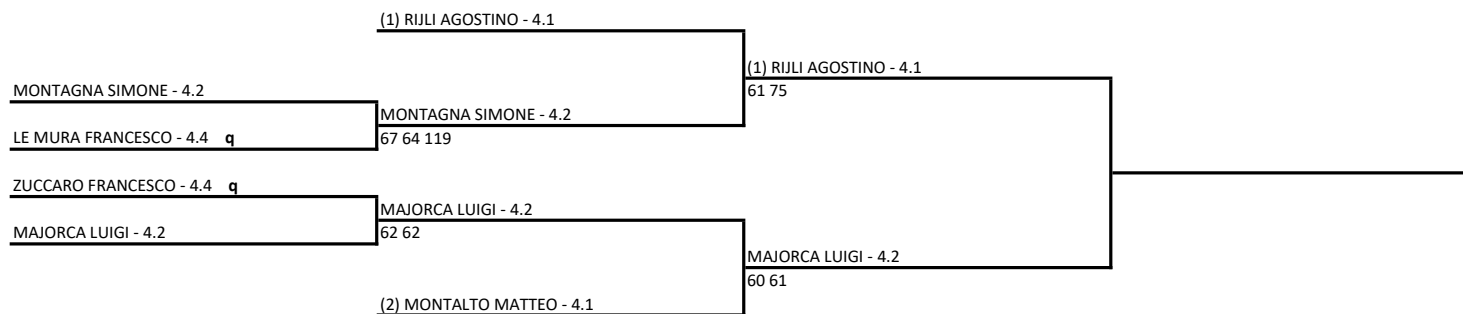 (1) RIJLI AGOSTINO - 4.1
(1) RIJLI AGOSTINO - 4.1
MONTAGNA SIMONE - 4.2
61 75
MONTAGNA SIMONE - 4.2
LE MURA FRANCESCO - 4.4 q
67 64 119
ZUCCARO FRANCESCO - 4.4 q
MAJORCA LUIGI - 4.2
MAJORCA LUIGI - 4.2
62 62
MAJORCA LUIGI - 4.2
60 61
(2) MONTALTO MATTEO - 4.1